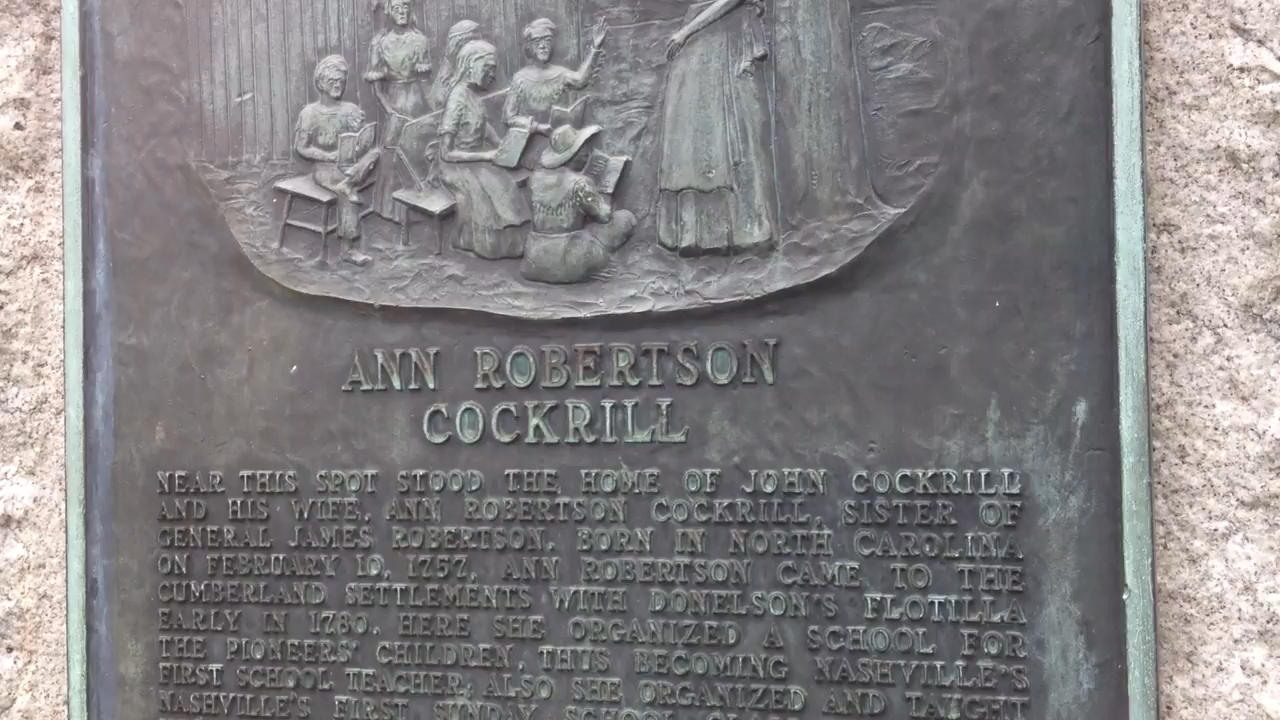 ANN ROBERTSON
COCKRILL
NEAR THIS SPOT STOOD THE HOME OF JOHN COCKRILL
AND HIS WIFE, ANN ROBERTSON COCKRILL, SISTER OF
GENERAL JAMES ROBERTSON. BORN IN NORTH CAROLINA
ON FEBRUARY 10, 1757, ANN ROBERTSON CAME TO THE
CUMBERLAND SETTLEMENTS WITH DONELSON'S FLOTILLA
EARLY IN 1780. HERE SHE ORGANIZED A SCHOOL FOR
THE PIONEERS' CHILDREN, THUS BECOMING NASHVILLE'S
FIRST SCHOOL TEACHER; ALSO SHE ORGANIZED AND TAUGHT
NASHVILLE'S FIRST SUNDAY SCHOOL